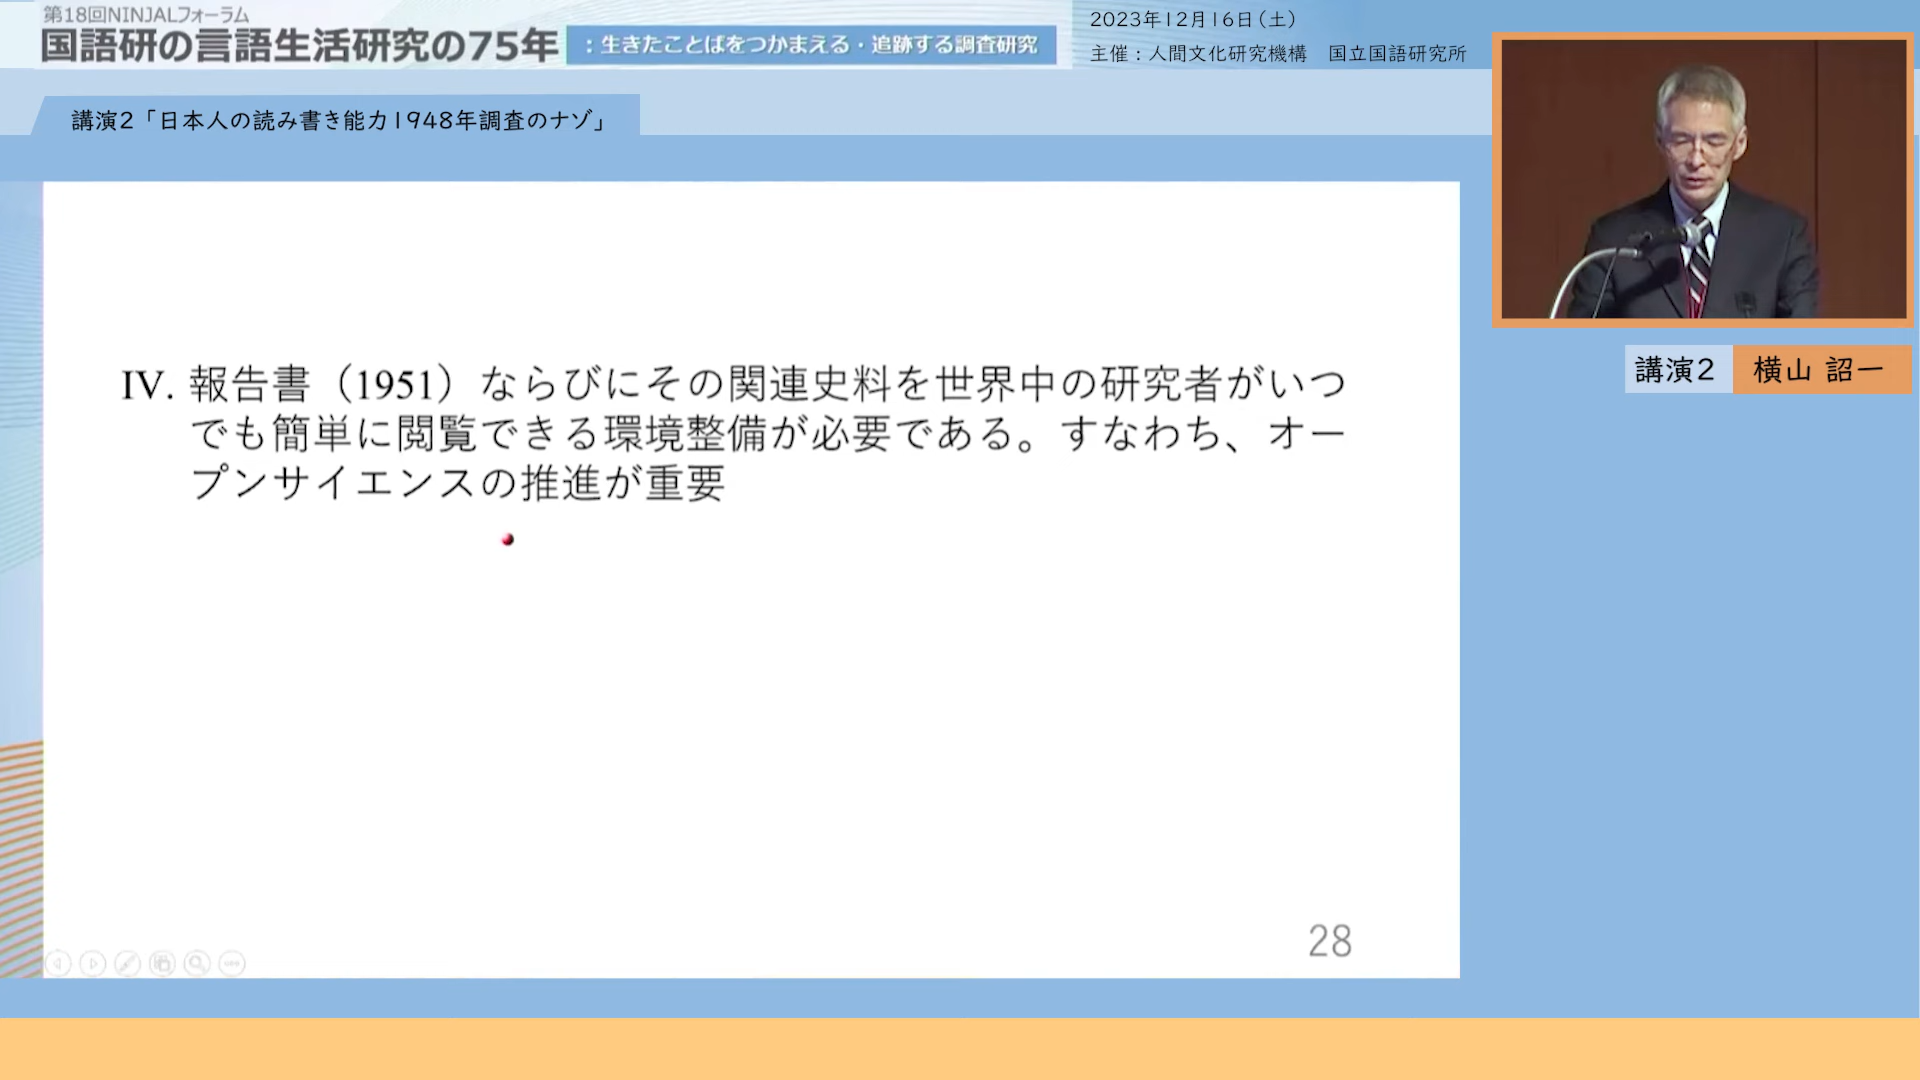 第18回NINJALフォーラム
国語研の言語生活研究の75年
：生きたことばをつかまえる・追跡する調査研究
2023年12月16日（土）
主催：人間文化研究機構　国立国語研究所
講演2「日本人の読み書き能力1948年調査のナゾ」
IV. 報告書（1951）ならびにその関連史料を世界中の研究者がいつ
でも簡単に閲覧できる環境整備が必要である。すなわち、オー
プンサイエンスの推進が重要
28
講演2　横山 詔一